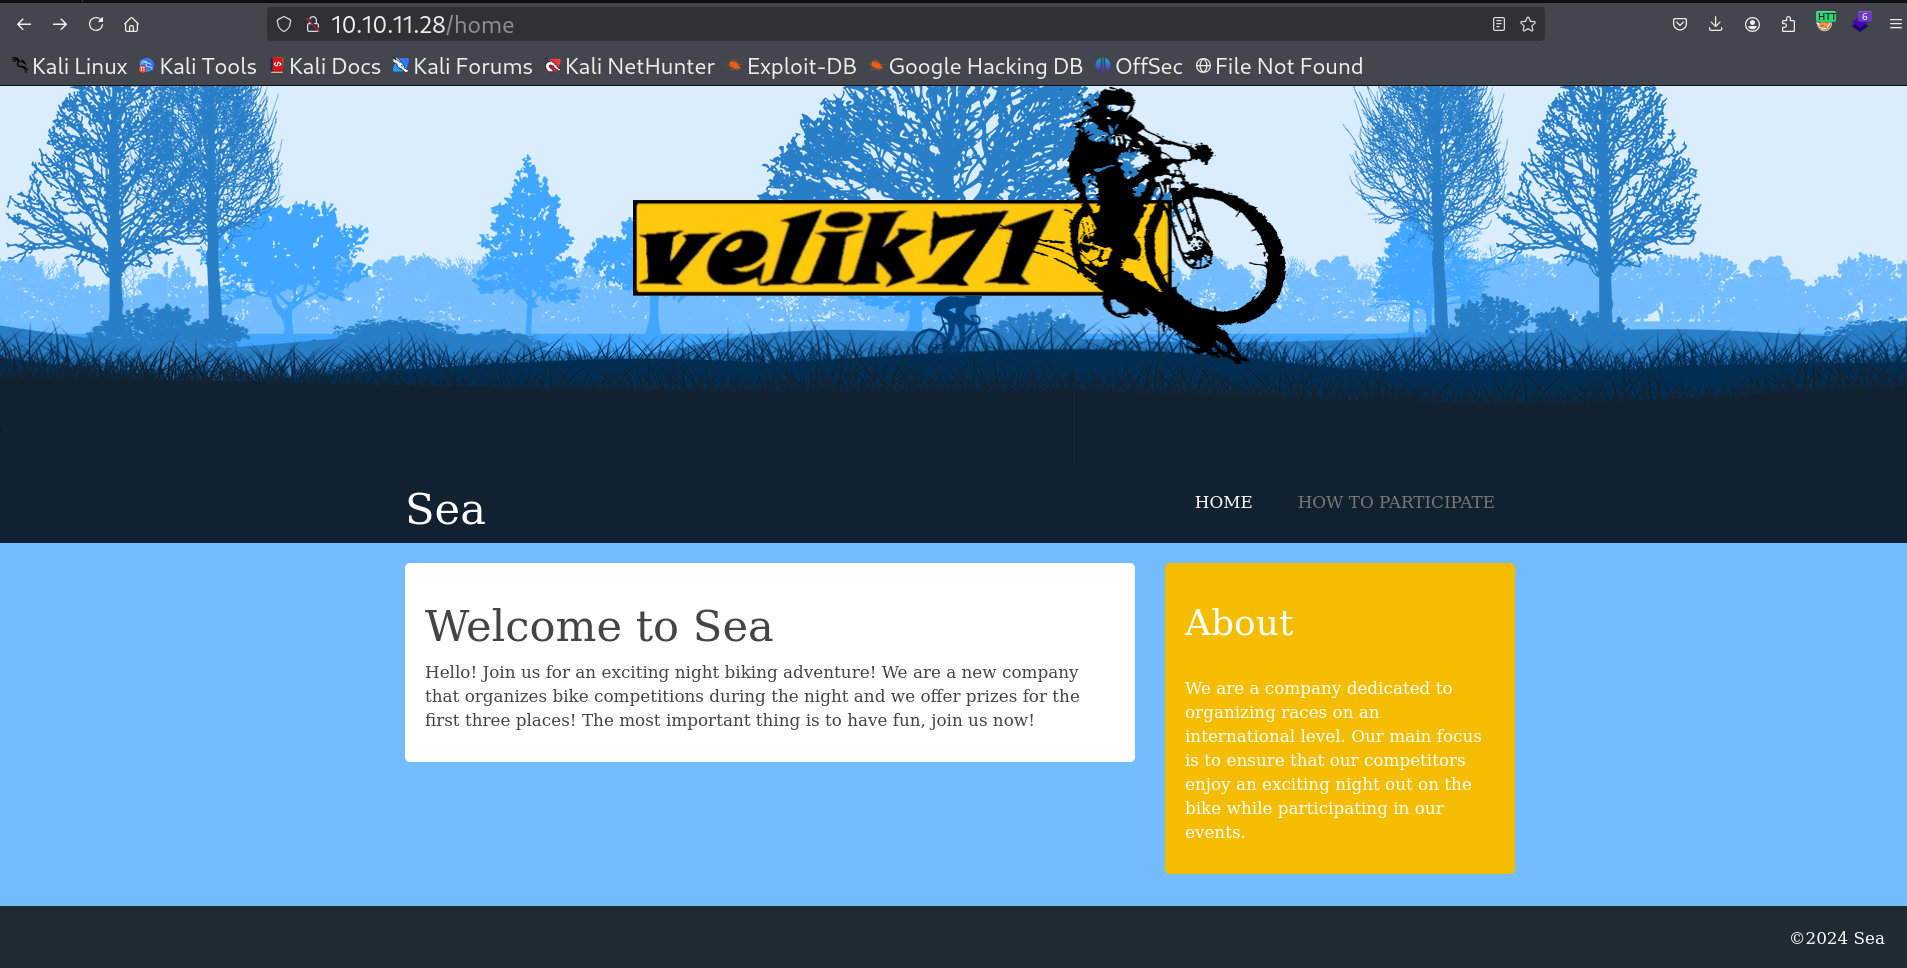 10.10.11.28/home
HTT
6
Kali Linux Kali Tools Kali Docs Kali Forums Kali NetHunter Exploit-DB Google Hacking DB OffSec File Not Found
velik71
Sea
HOME HOW TO PARTICIPATE
Welcome to Sea
Hello! Join us for an exciting night biking adventure! We are a new company
that organizes bike competitions during the night and we offer prizes for the
first three places! The most important thing is to have fun, join us now!
About
We are a company dedicated to
organizing races on an
international level. Our main focus
is to ensure that our competitors
enjoy an exciting night out on the
bike while participating in our
events.
©2024 Sea